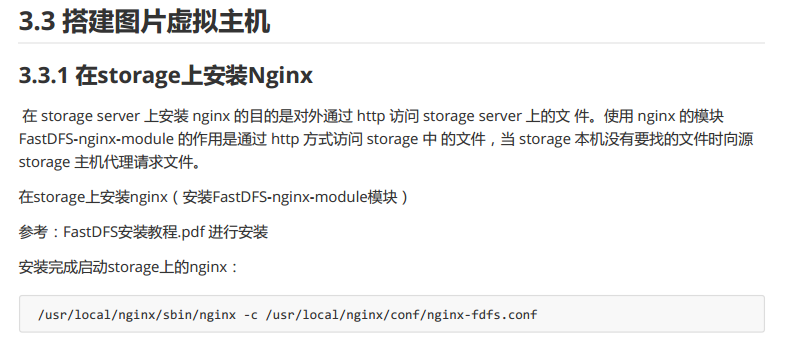 3.3 搭建图片虚拟主机
3.3.1 在storage上安装Nginx
在 storage server 上安装 nginx 的目的是对外通过 http 访问 storage server 上的文 件。使用 nginx 的模块
FastDFS-nginx-module 的作用是通过 http 方式访问 storage 中 的文件，当 storage 本机没有要找的文件时向源
storage 主机代理请求文件。
在storage上安装nginx（安装FastDFS-nginx-module模块）
参考：FastDFS安装教程.pdf 进行安装
安装完成启动storage上的nginx：
/usr/local/nginx/sbin/nginx -c /usr/local/nginx/conf/nginx-fdfs.conf